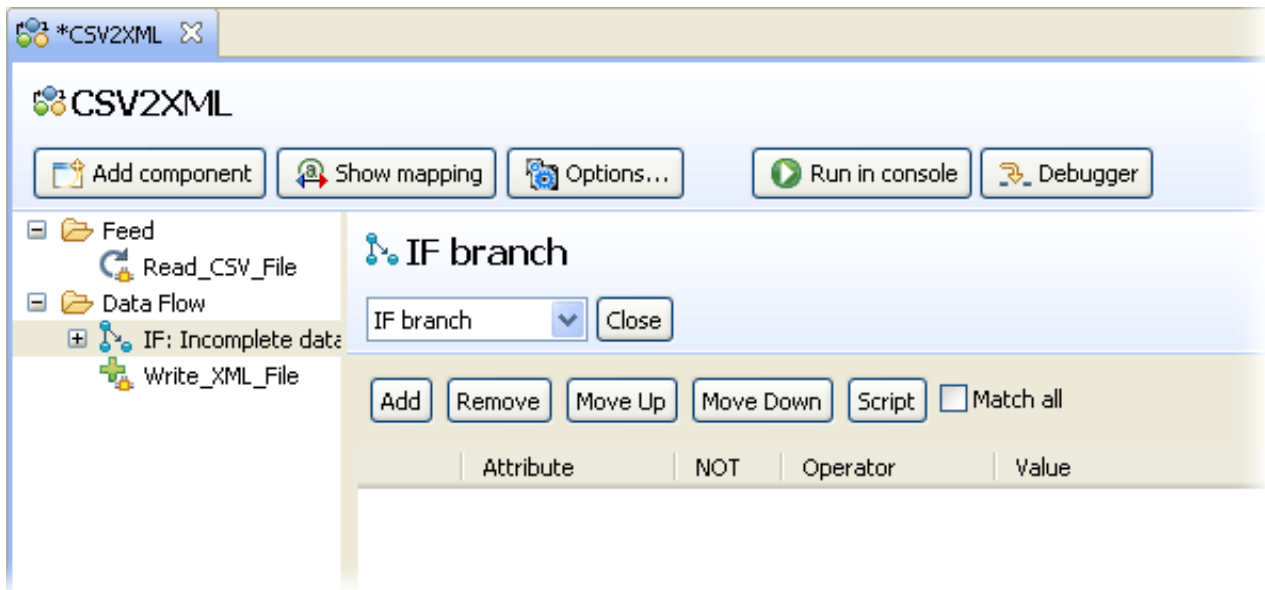 *CSV2XML
CSV2XML
Add component Show mapping Options... Run in console Debugger
Feed
Read_CSV_File
Data Flow
IF: Incomplete data
Write_XML_File
IF branch
IF branch Close
Add Remove Move Up Move Down Script Match all
Attribute NOT Operator Value